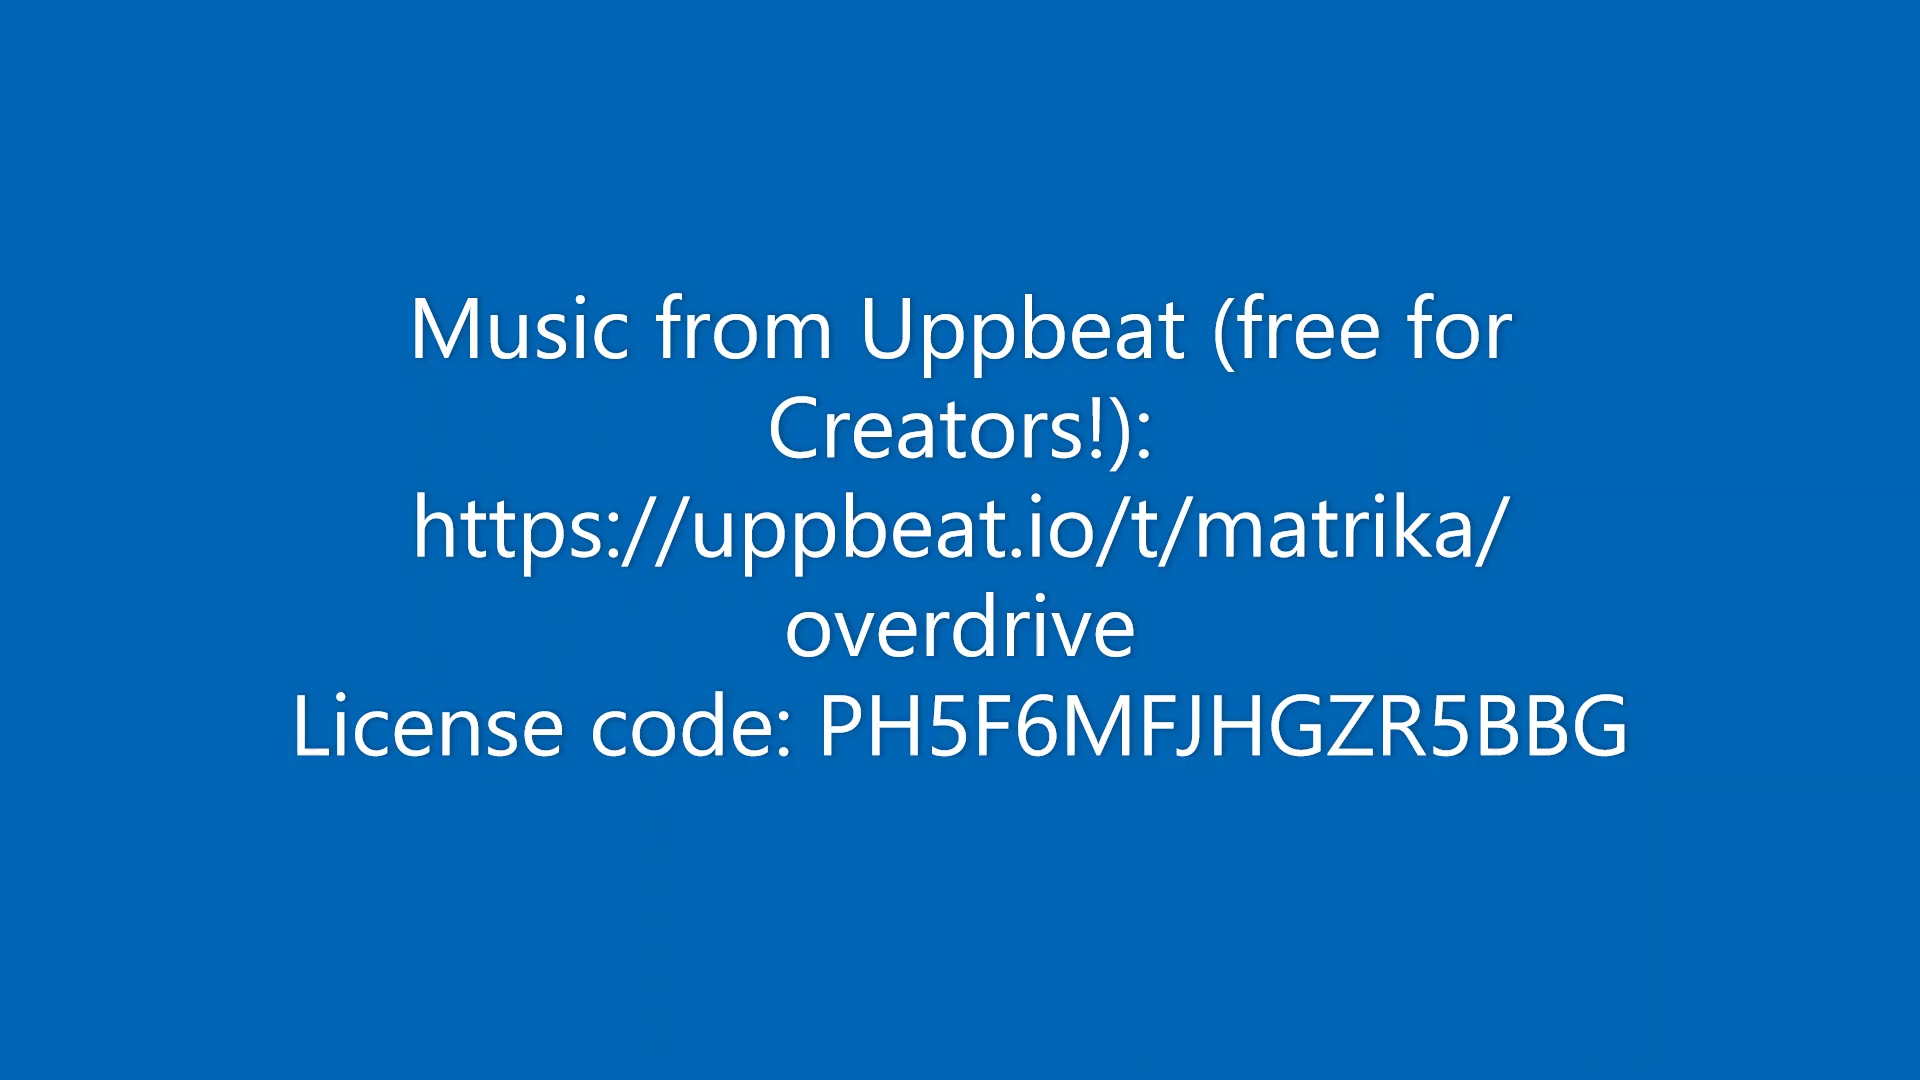 Music from Uppbeat (free for
Creators!):
https://uppbeat.io/t/matrika/
overdrive
License code: PH5F6MFJHGZR5BBG